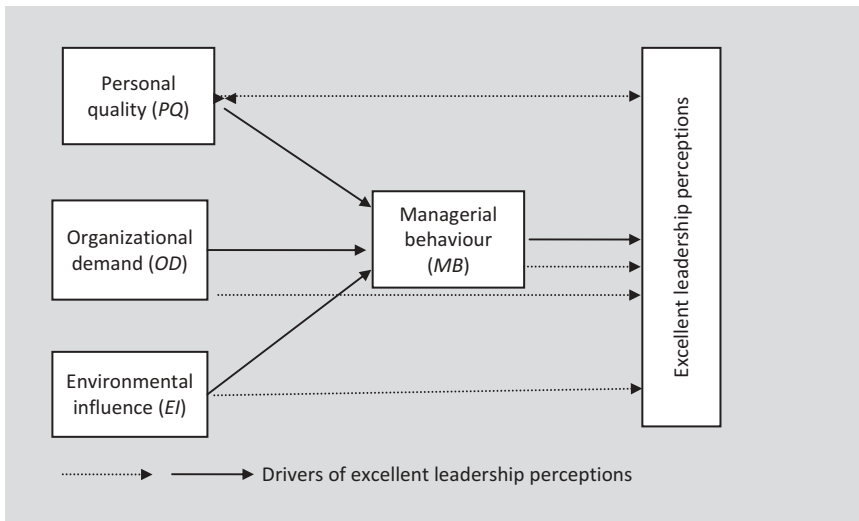 Personal
quality (PQ)
Organizational
demand (OD)
Environmental
influence (EI)
Managerial
behaviour
(MB)
Excellent leadership perceptions
Drivers of excellent leadership perceptions